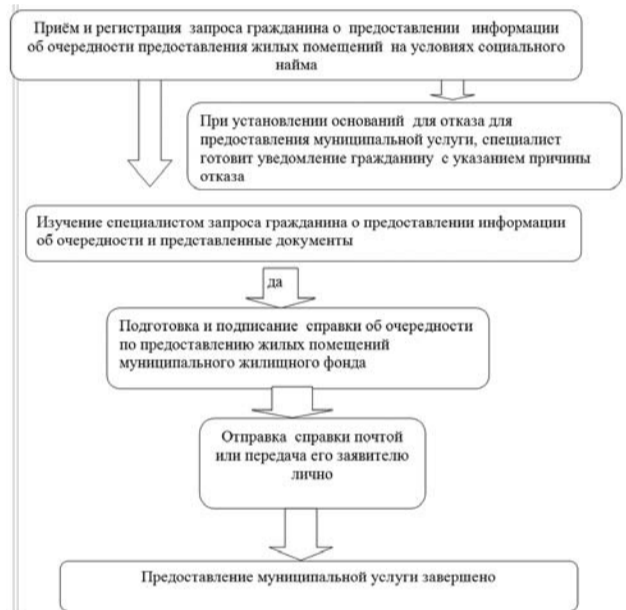 Приём и регистрация запроса гражданина о предоставлении информации
об очередности предоставления жилых помещений на условиях социального
найма
При установлении оснований для отказа для
предоставления муниципальной услуги, специалист
готовит уведомление гражданину с указанием причины
отказа
Изучение специалистом запроса гражданина о предоставлении информации
об очередности и представленные документы
да
Подготовка и подписание справки об очередности
по предоставлению жилых помещений
муниципального жилищного фонда
Отправка справки почтой
или передача его заявителю
лично
Предоставление муниципальной услуги завершено